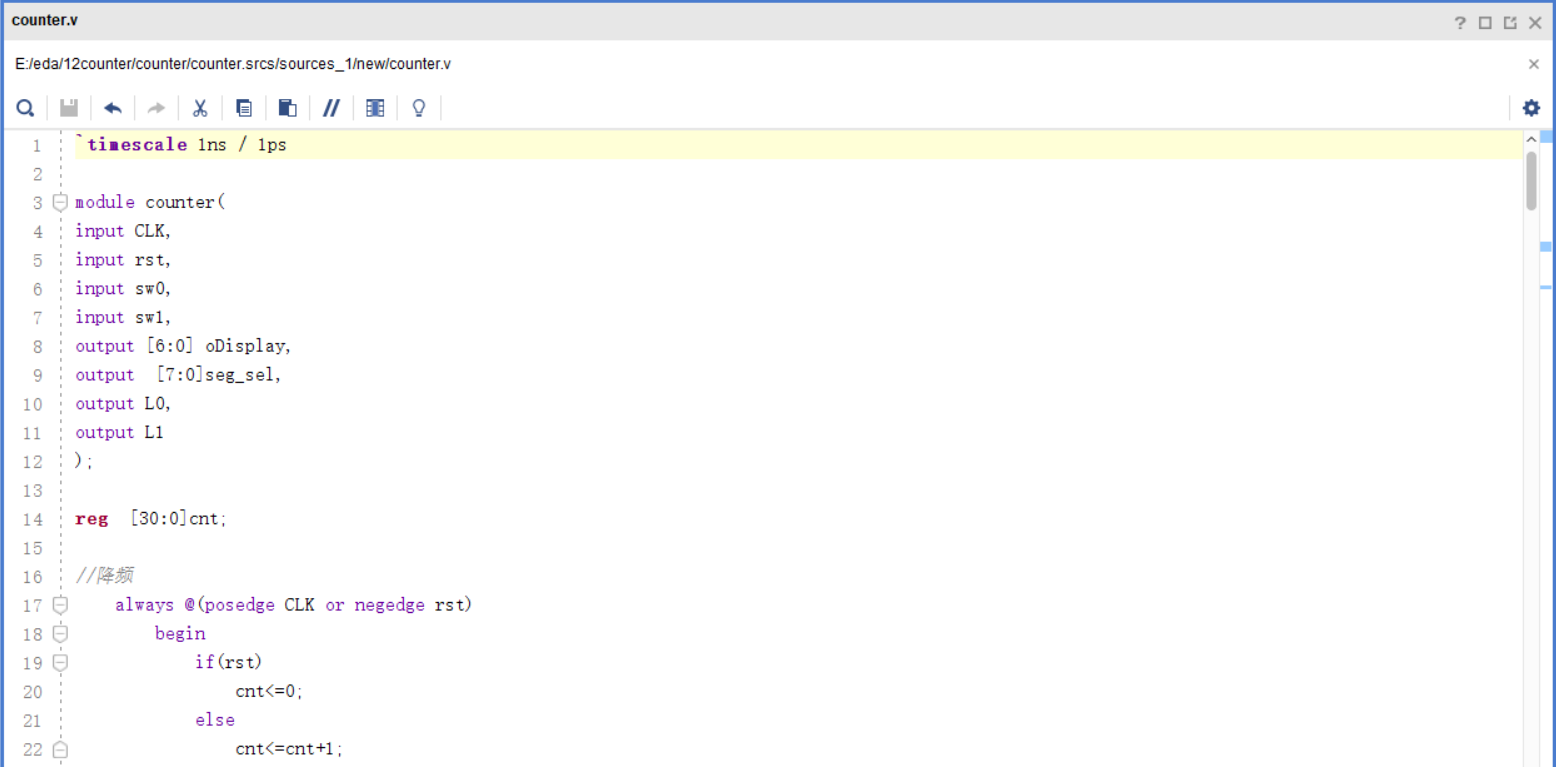 counter.v
E:/eda/12counter/counter/counter.srcs/sources_1/new/counter.v
1 `timescale 1ns / 1ps
2
3 module counter(
4 input CLK,
5 input rst,
6 input sw0,
7 input sw1,
8 output [6:0] oDisplay,
9 output  [7:0]seg_sel,
10 output L0,
11 output L1
12 );
13
14 reg  [30:0]cnt;
15
16 //降频
17     always @(posedge CLK or negedge rst)
18         begin
19             if(rst)
20                 cnt<=0;
21             else
22                 cnt<=cnt+1;